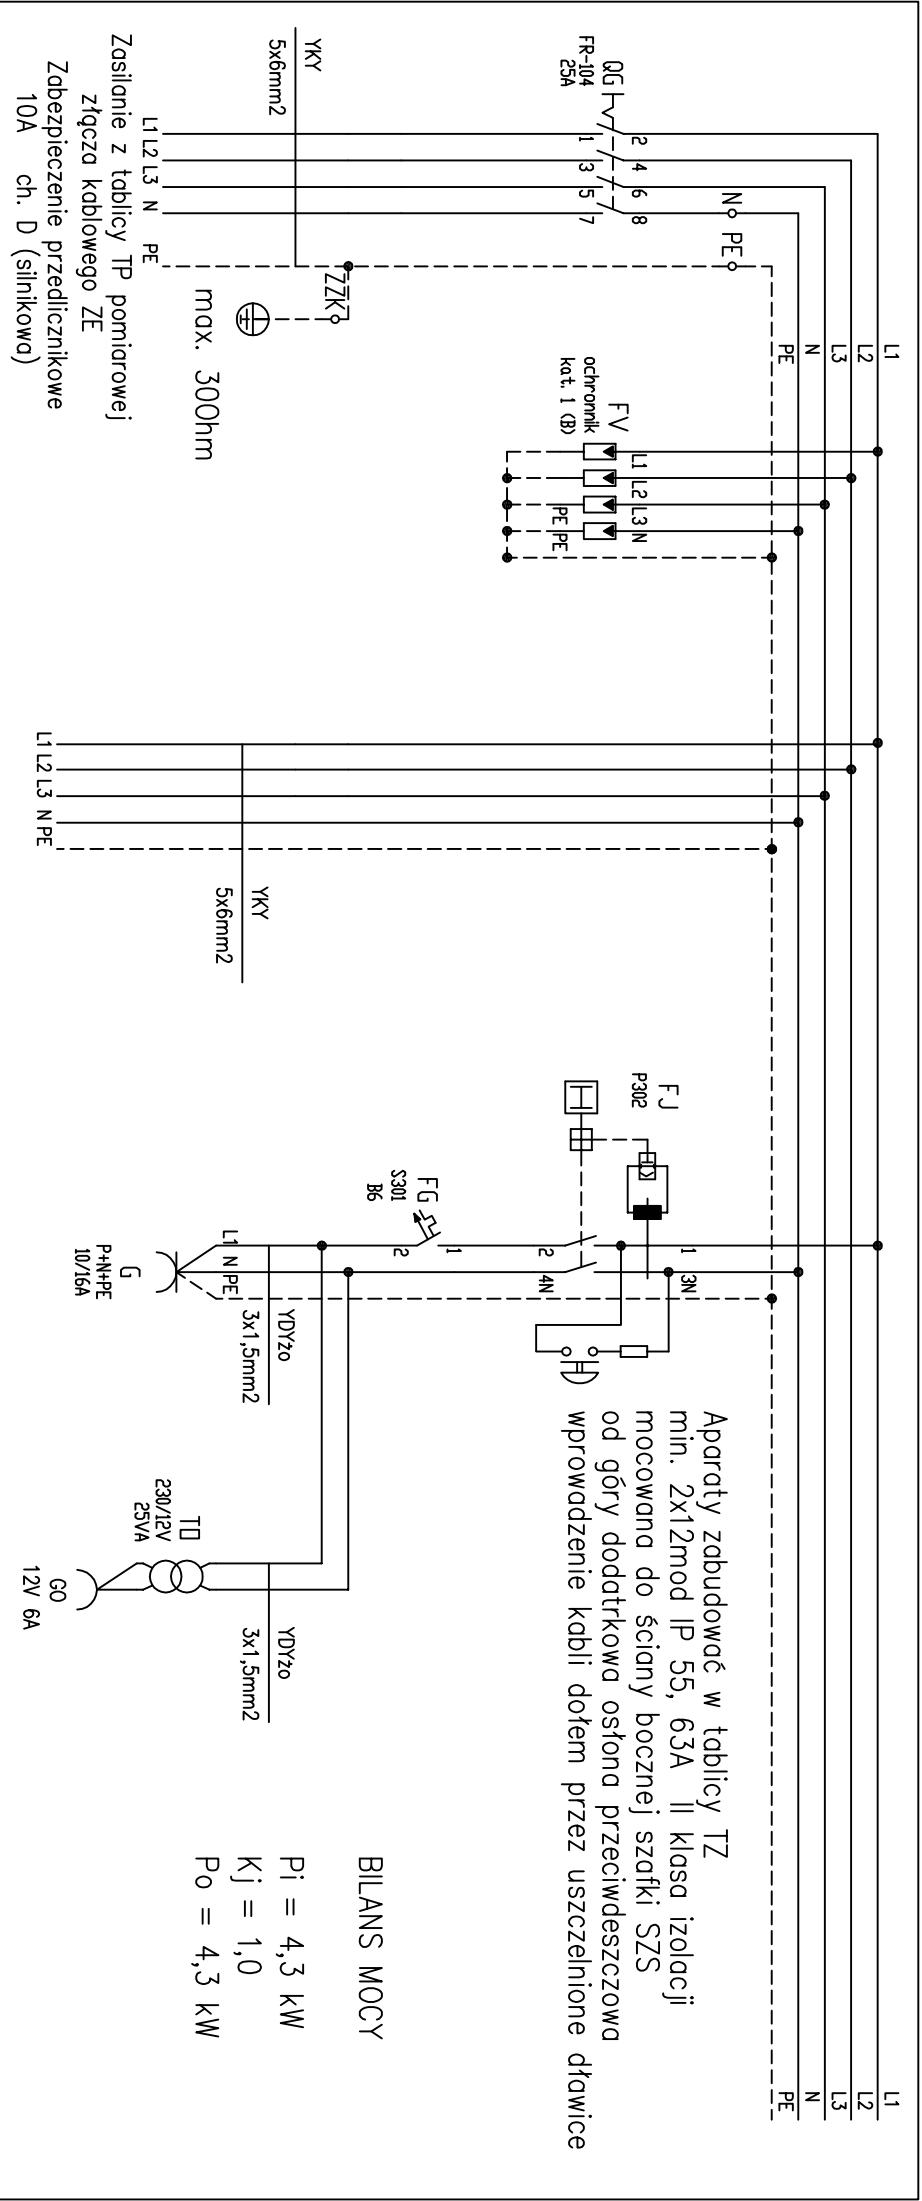 L1
L2
L3
N
PE
L1
L2
L3
N
PE
QG
FR-104
25A
2
4
6
8
1
3
5
7
N
PE
YKY
5x6mm2
ZZK
max. 30Ohm
L1 L2 L3 N PE
Zasilanie z tablicy TP pomiarowej
złącza kablowego ZE
Zabezpieczenie przedlicznikowe
10A ch. D (silnikowa)
FV
ochronnik
kat. 1 (B)
L1 L2 L3 N
PE PE
YKY
5x6mm2
L1 L2 L3 N PE
FJ
P302
1
3N
2
4N
FG
S301
B6
1
2
YDYżo
3x1,5mm2
L1 N PE
G
P+N+PE
10/16A
YDYżo
3x1,5mm2
TO
230/12V
25VA
GO
12V 6A
Aparaty zabudować w tablicy TZ
min. 2x12mod IP 55, 63A II klasa izolacji
mocowana do ściany bocznej szafki SZS
od góry dodatrkowa osłona przeciwdeszczowa
wprowadzenie kabli dołem przez uszczelnione dławice
BILANS MOCY
Pi = 4,3 kW
Kj = 1,0
Po = 4,3 kW